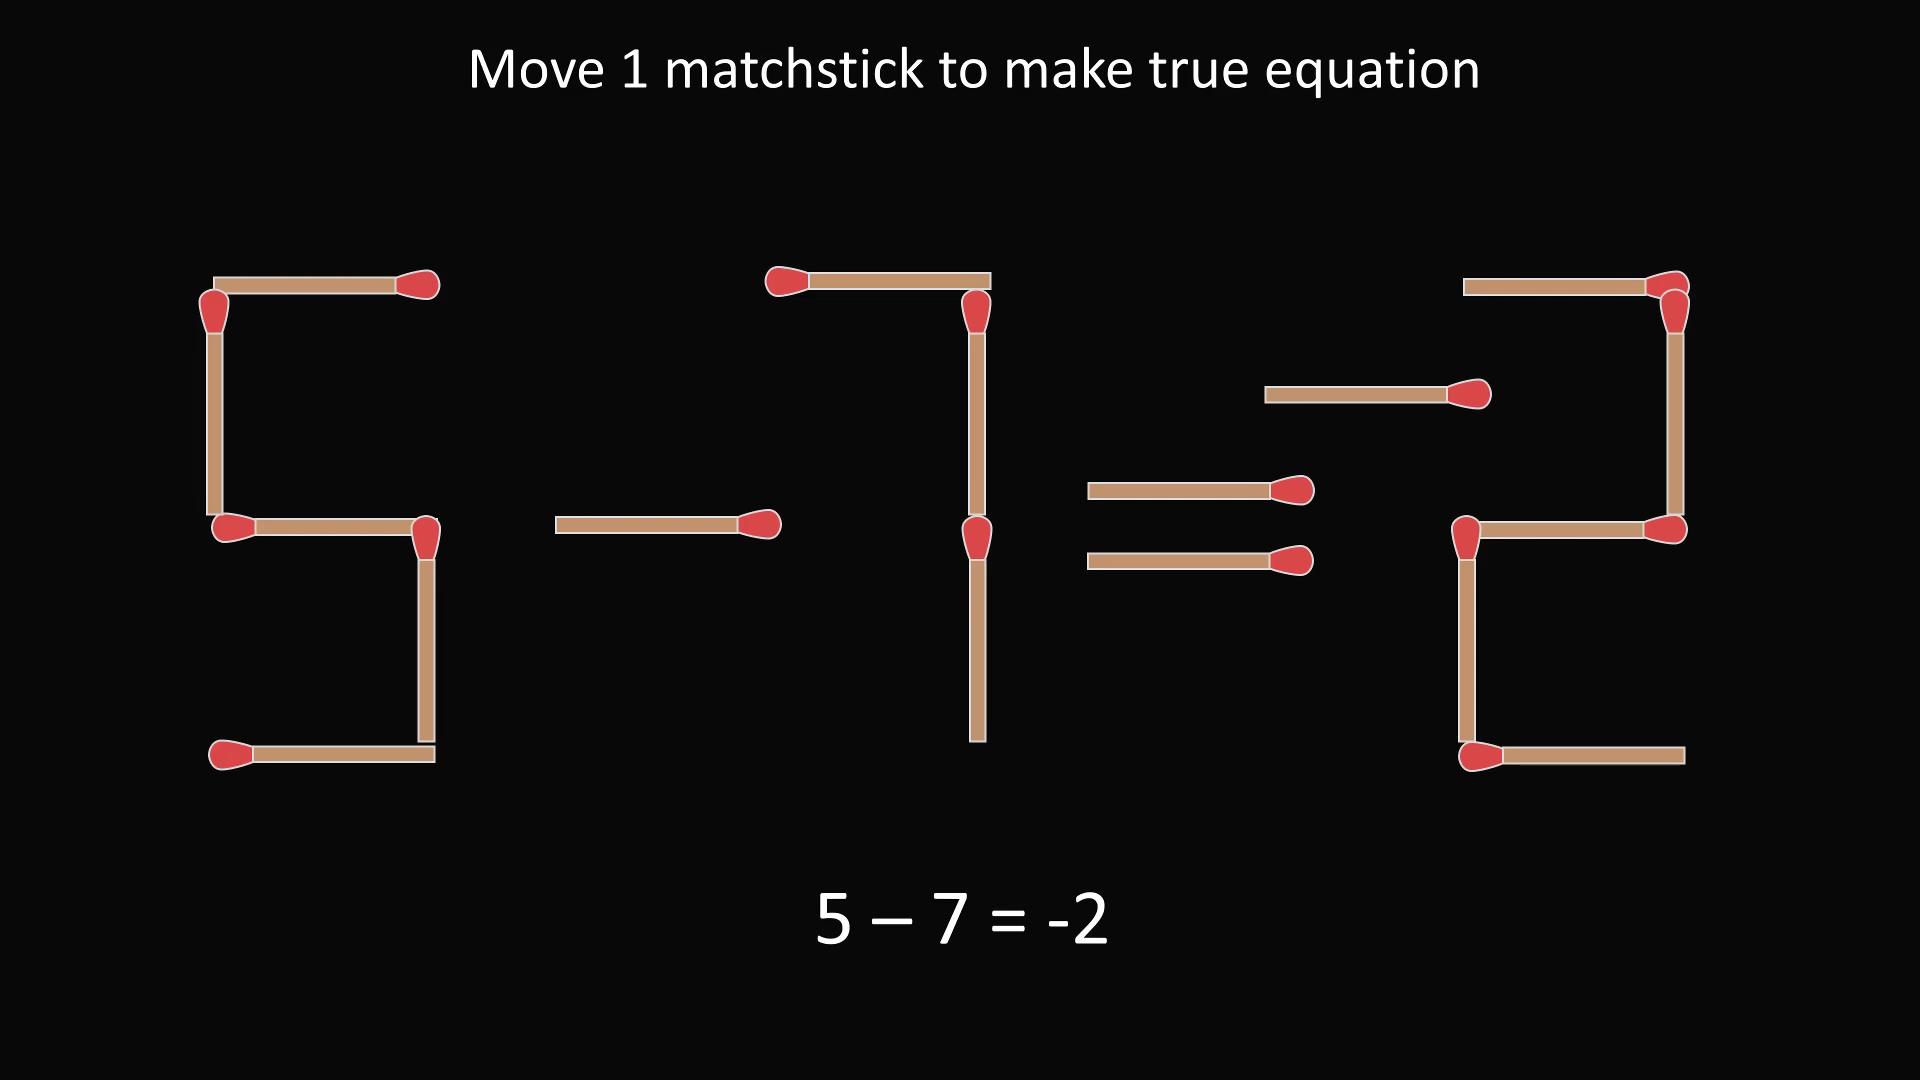 Move 1 matchstick to make true equation
5 – 7 = -2